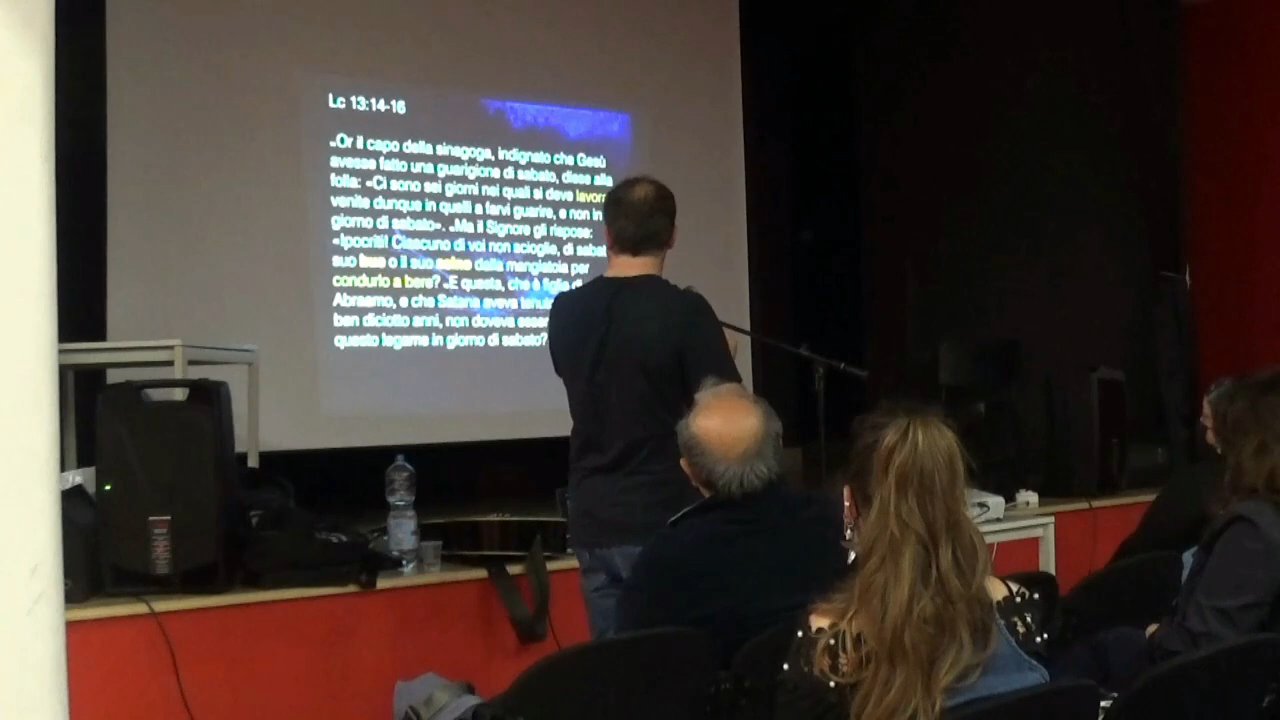 Lc 13:14-16
„Or il capo della sinagoga, indignato che Gesù
avesse fatto una guarigione di sabato, disse alla
folla: «Ci sono sei giorni nei quali si deve lavor
venite dunque in quelli a farvi guarire, e non in
giorno di sabato». „Ma il Signore gli rispose:
«Ipocriti! Ciascuno di voi non scioglie, di sabat
suo bue o il suo asino dalla mangiatoia per
condurlo a bere? „E questa, che è figlia di
Abraamo, e che Satana aveva tenut
ben diciotto anni, non doveva esse
questo legame in giorno di sabato?